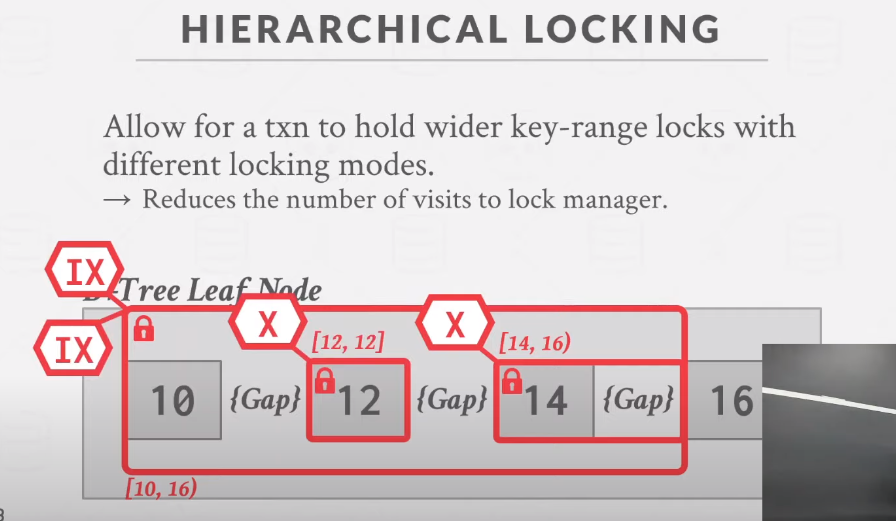 HIERARCHICAL LOCKING
Allow for a txn to hold wider key-range locks with
different locking modes.
→ Reduces the number of visits to lock manager.
IX
Tree Leaf Node
X
X
IX
[12, 12]
[14, 16)
10
{Gap}
12
{Gap}
14
{Gap}
16
[10, 16)